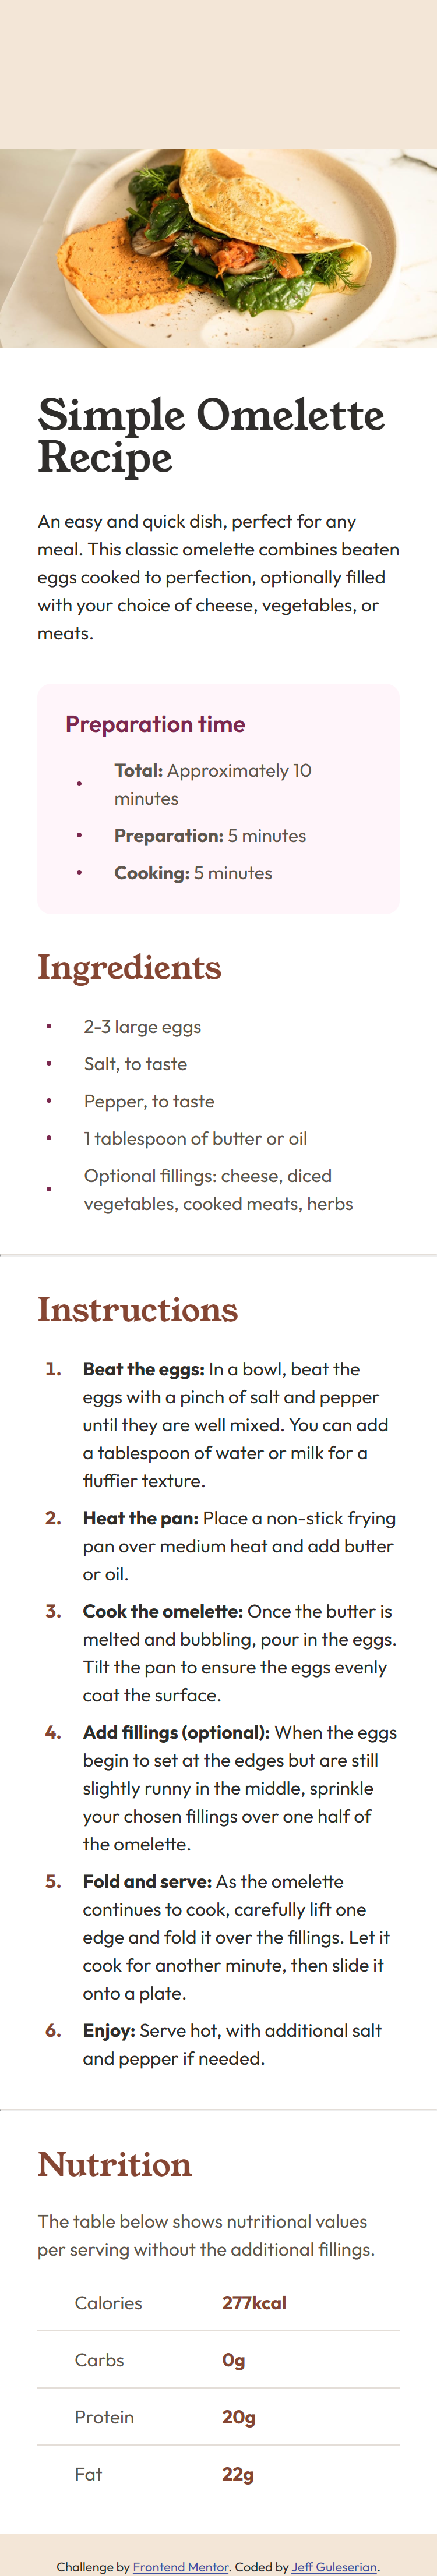 Simple Omelette
Recipe
An easy and quick dish, perfect for any
meal. This classic omelette combines beaten
eggs cooked to perfection, optionally filled
with your choice of cheese, vegetables, or
meats.
Preparation time
• Total: Approximately 10
minutes
• Preparation: 5 minutes
• Cooking: 5 minutes
Ingredients
• 2-3 large eggs
• Salt, to taste
• Pepper, to taste
• 1 tablespoon of butter or oil
• Optional fillings: cheese, diced
vegetables, cooked meats, herbs
Instructions
1. Beat the eggs: In a bowl, beat the
eggs with a pinch of salt and pepper
until they are well mixed. You can add
a tablespoon of water or milk for a
fluffier texture.
2. Heat the pan: Place a non-stick frying
pan over medium heat and add butter
or oil.
3. Cook the omelette: Once the butter is
melted and bubbling, pour in the eggs.
Tilt the pan to ensure the eggs evenly
coat the surface.
4. Add fillings (optional): When the eggs
begin to set at the edges but are still
slightly runny in the middle, sprinkle
your chosen fillings over one half of
the omelette.
5. Fold and serve: As the omelette
continues to cook, carefully lift one
edge and fold it over the fillings. Let it
cook for another minute, then slide it
onto a plate.
6. Enjoy: Serve hot, with additional salt
and pepper if needed.
Nutrition
The table below shows nutritional values
per serving without the additional fillings.
Calories 277kcal
Carbs 0g
Protein 20g
Fat 22g
Challenge by Frontend Mentor. Coded by Jeff Guleserian.